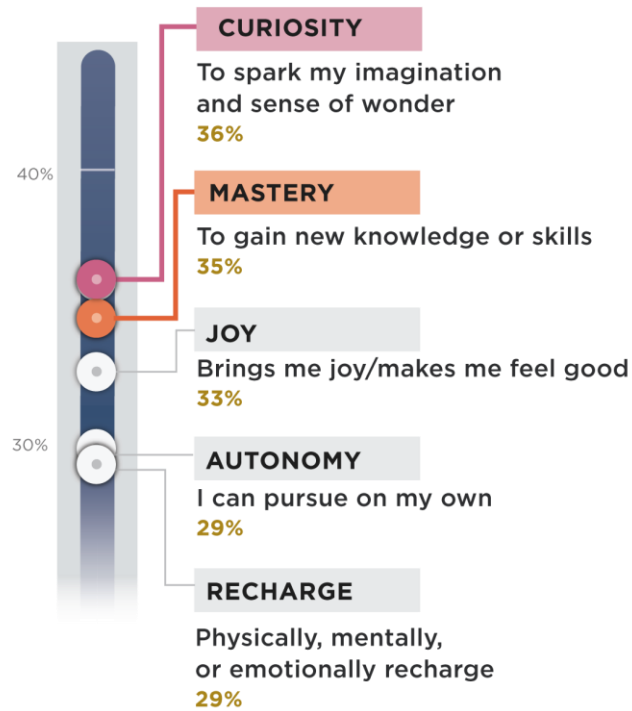 CURIOSITY
To spark my imagination
and sense of wonder
36%
40%
MASTERY
To gain new knowledge or skills
35%
JOY
Brings me joy/makes me feel good
33%
30%
AUTONOMY
I can pursue on my own
29%
RECHARGE
Physically, mentally,
or emotionally recharge
29%